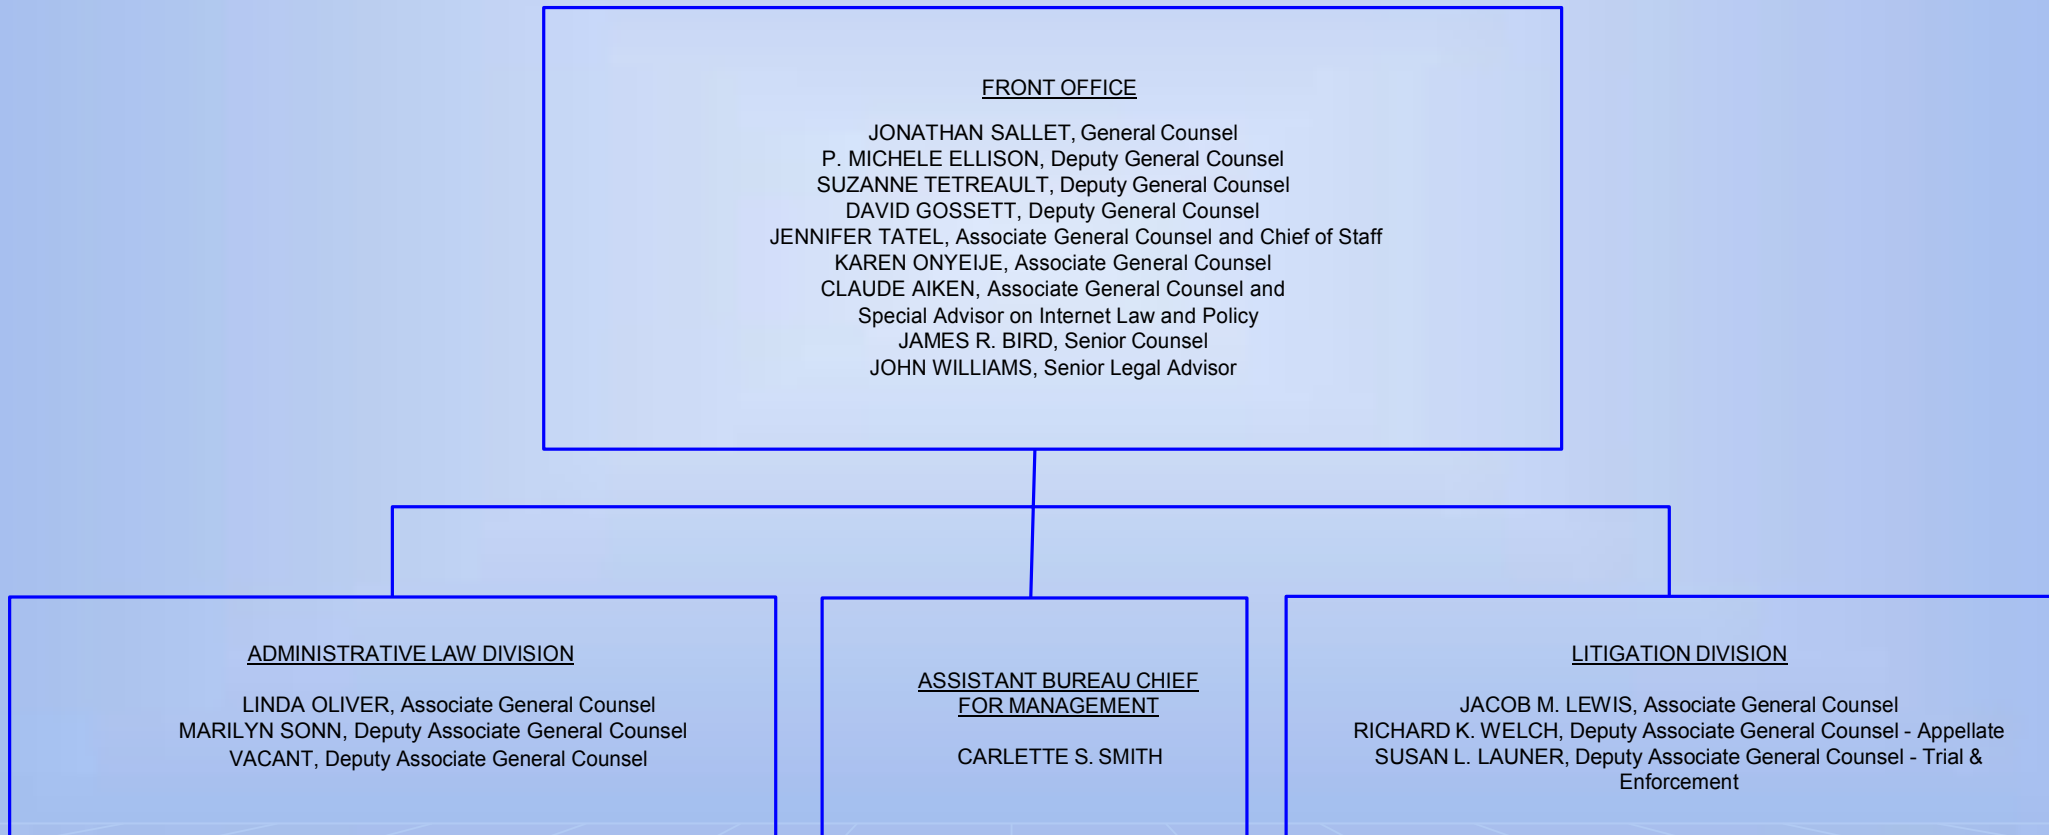 FRONT OFFICE
JONATHAN SALLET, General Counsel
P. MICHELE ELLISON, Deputy General Counsel
SUZANNE TETREAULT, Deputy General Counsel
DAVID GOSSETT, Deputy General Counsel
JENNIFER TATEL, Associate General Counsel and Chief of Staff
KAREN ONYEIJE, Associate General Counsel
CLAUDE AIKEN, Associate General Counsel and
Special Advisor on Internet Law and Policy
JAMES R. BIRD, Senior Counsel
JOHN WILLIAMS, Senior Legal Advisor
ADMINISTRATIVE LAW DIVISION
LINDA OLIVER, Associate General Counsel
MARILYN SONN, Deputy Associate General Counsel
VACANT, Deputy Associate General Counsel
ASSISTANT BUREAU CHIEF
FOR MANAGEMENT
CARLETTE S. SMITH
LITIGATION DIVISION
JACOB M. LEWIS, Associate General Counsel
RICHARD K. WELCH, Deputy Associate General Counsel - Appellate
SUSAN L. LAUNER, Deputy Associate General Counsel - Trial &
Enforcement